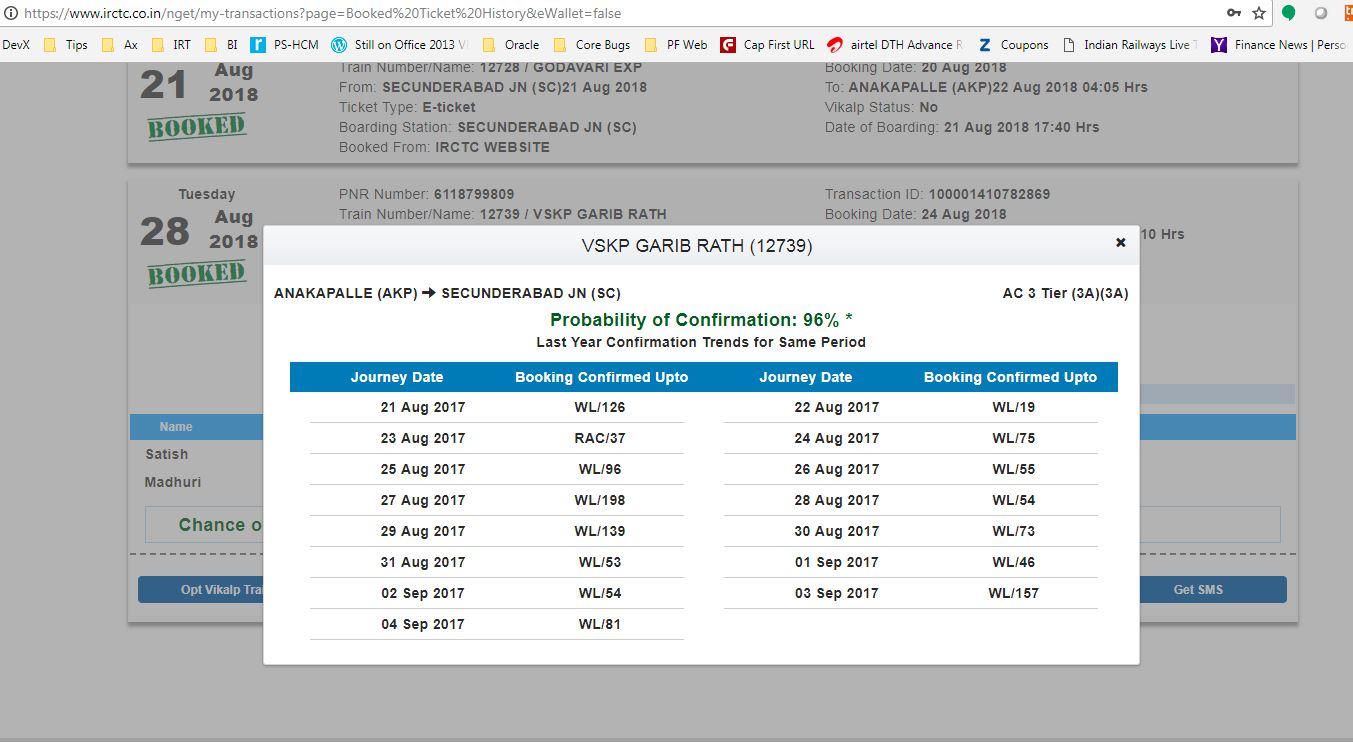 https://www.irctc.co.in/nget/my-transactions?page=Booked%20Ticket%20History&eWallet=false
DevX Tips Ax IRT BI PS-HCM Still on Office 2013 Oracle Core Bugs PF Web Cap First URL airtel DTH Advance Z Coupons Indian Railways Live Finance News | Perso
21 Aug 2018
BOOKED
Train Number/Name: 12728 / GODAVARI EXP
From: SECUNDERABAD JN (SC)21 Aug 2018
Ticket Type: E-ticket
Boarding Station: SECUNDERABAD JN (SC)
Booked From: IRCTC WEBSITE
Booking Date: 20 Aug 2018
To: ANAKAPALLE (AKP)22 Aug 2018 04:05 Hrs
Vikalp Status: No
Date of Boarding: 21 Aug 2018 17:40 Hrs
Tuesday
28 Aug 2018
BOOKED
PNR Number: 6118799809
Train Number/Name: 12739 / VSKP GARIB RATH
Transaction ID: 100001410782869
Booking Date: 24 Aug 2018
10 Hrs
VSKP GARIB RATH (12739)
ANAKAPALLE (AKP) → SECUNDERABAD JN (SC) AC 3 Tier (3A)(3A)
Probability of Confirmation: 96% *
Last Year Confirmation Trends for Same Period
Journey Date Booking Confirmed Upto Journey Date Booking Confirmed Upto
21 Aug 2017 WL/126 22 Aug 2017 WL/19
23 Aug 2017 RAC/37 24 Aug 2017 WL/75
25 Aug 2017 WL/96 26 Aug 2017 WL/55
27 Aug 2017 WL/198 28 Aug 2017 WL/54
29 Aug 2017 WL/139 30 Aug 2017 WL/73
31 Aug 2017 WL/53 01 Sep 2017 WL/46
02 Sep 2017 WL/54 03 Sep 2017 WL/157
04 Sep 2017 WL/81
Name
Satish
Madhuri
Chance o
Opt Vikalp Trai
Get SMS